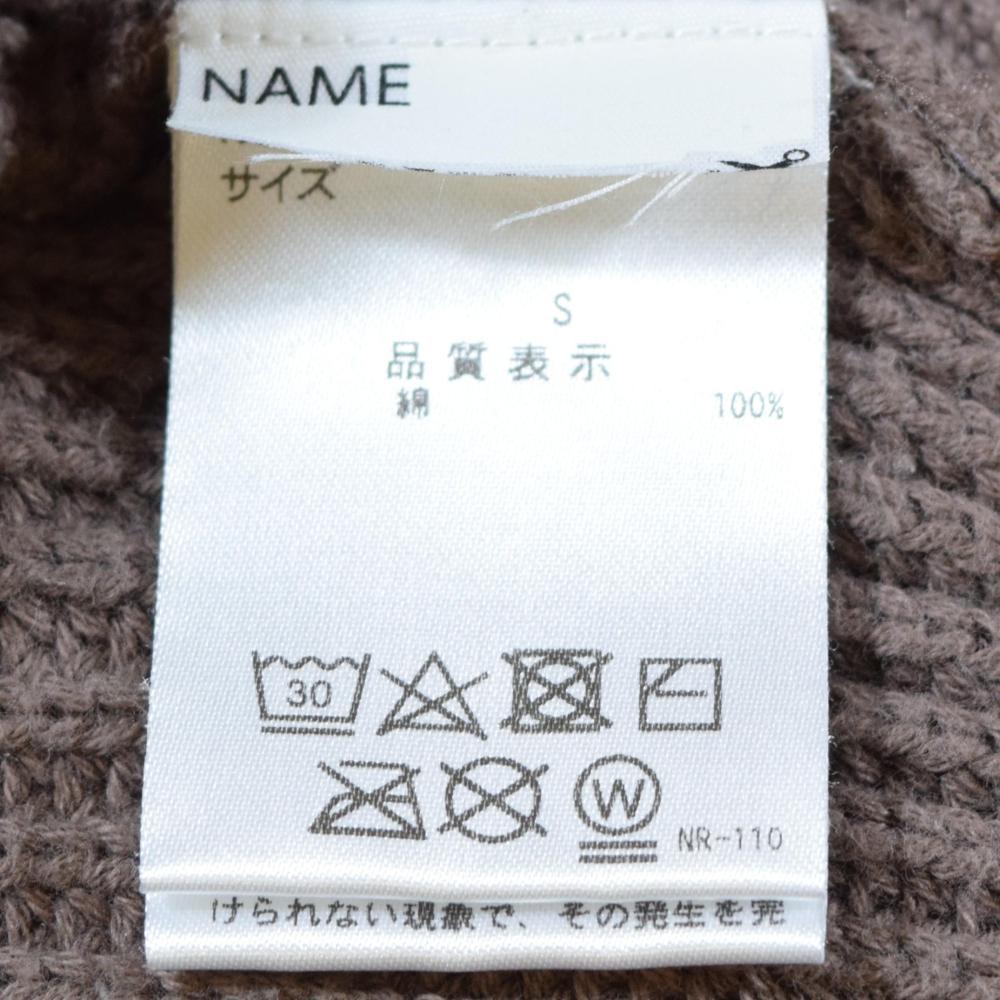 NAME
サイズ
S
品質表示
綿 100%
30
W NR-110
けられない現象で、その発生を完